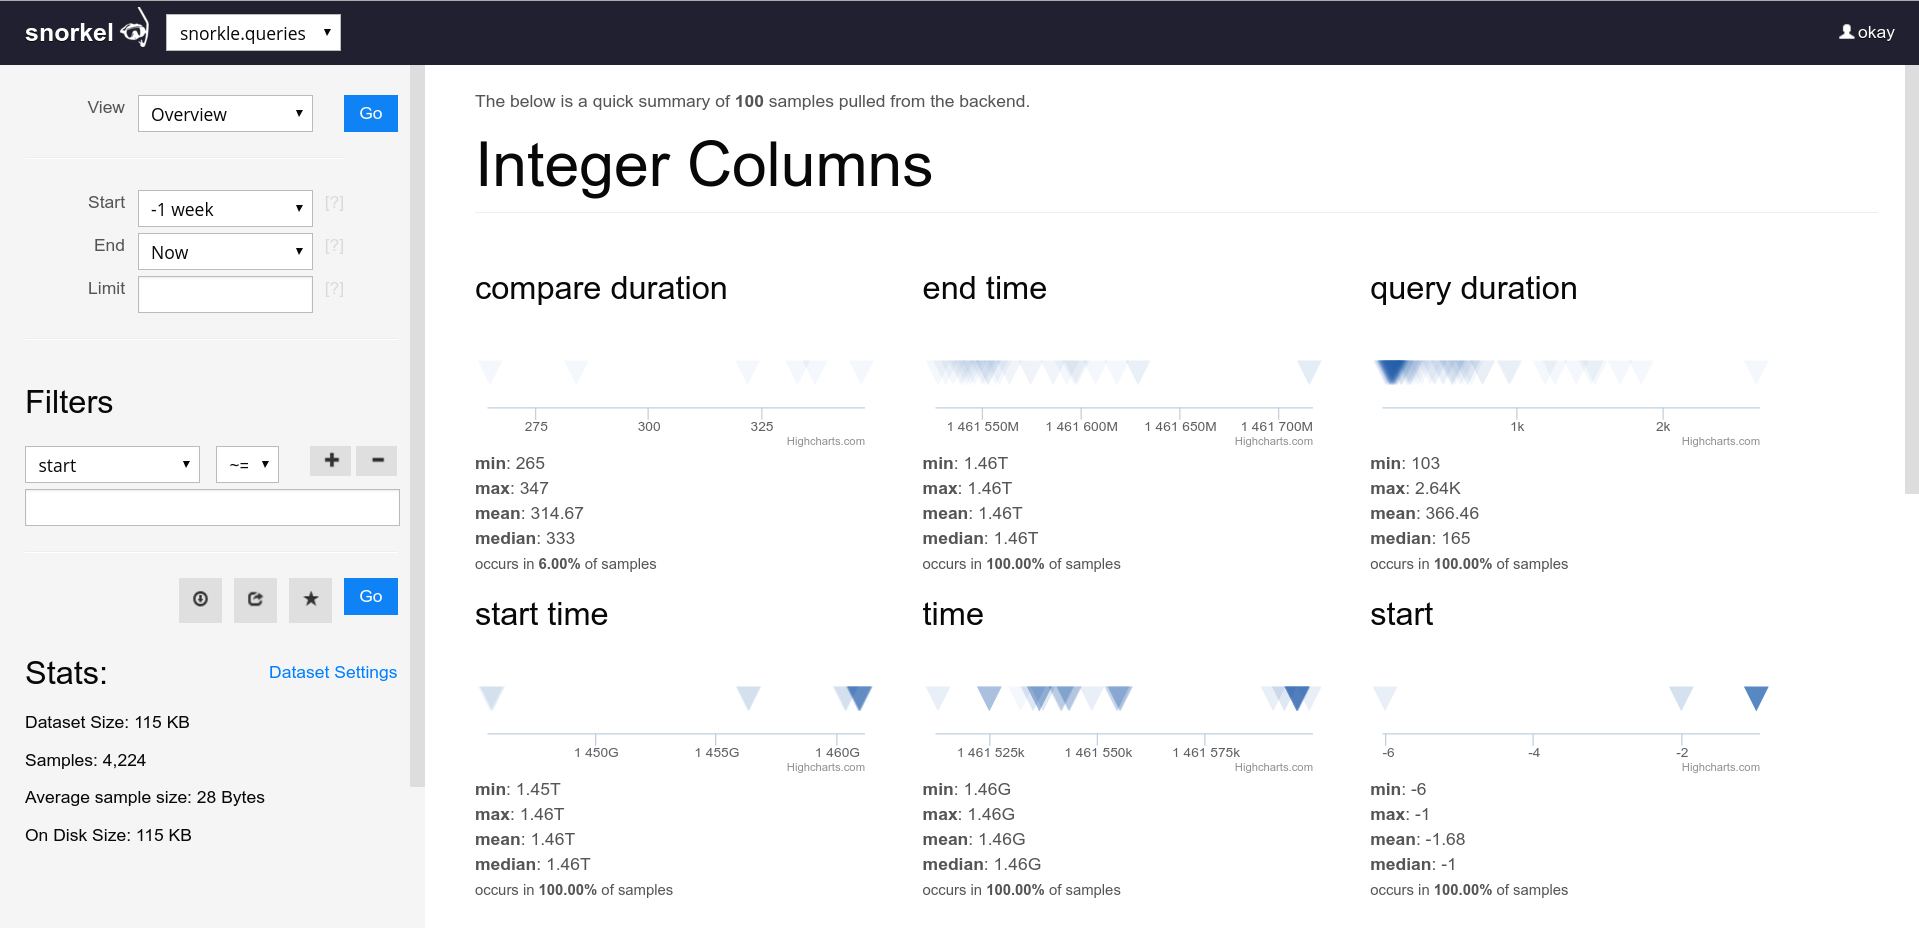 snorkel
snorkle.queries
okay
View
Overview
Go
Start
-1 week
[?]
End
Now
[?]
Limit
[?]
Filters
start
~=
+
-
Go
Stats:
Dataset Settings
Dataset Size: 115 KB
Samples: 4,224
Average sample size: 28 Bytes
On Disk Size: 115 KB
The below is a quick summary of 100 samples pulled from the backend.
Integer Columns
compare duration
275 300 325
Highcharts.com
min: 265
max: 347
mean: 314.67
median: 333
occurs in 6.00% of samples
end time
1 461 550M 1 461 600M 1 461 650M 1 461 700M
Highcharts.com
min: 1.46T
max: 1.46T
mean: 1.46T
median: 1.46T
occurs in 100.00% of samples
query duration
1k 2k
Highcharts.com
min: 103
max: 2.64K
mean: 366.46
median: 165
occurs in 100.00% of samples
start time
1 450G 1 455G 1 460G
Highcharts.com
min: 1.45T
max: 1.46T
mean: 1.46T
median: 1.46T
occurs in 100.00% of samples
time
1 461 525k 1 461 550k 1 461 575k
Highcharts.com
min: 1.46G
max: 1.46G
mean: 1.46G
median: 1.46G
occurs in 100.00% of samples
start
-6 -4 -2
Highcharts.com
min: -6
max: -1
mean: -1.68
median: -1
occurs in 100.00% of samples